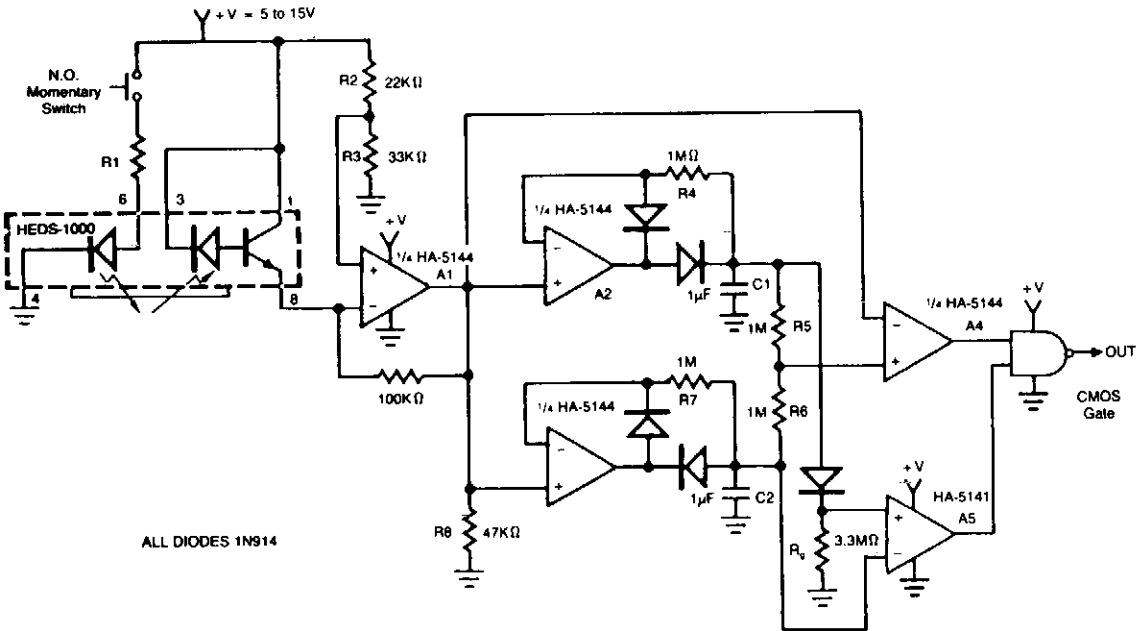 +V = 5 to 15V
N.O.
Momentary
Switch
R1
R2
22KΩ
R3
33KΩ
6
3
1
HEDS-1000
4
8
+V
1/4 HA-5144
A1
100KΩ
R8
47KΩ
ALL DIODES 1N914
1MΩ
R4
1/4 HA-5144
A2
1μF
C1
1M
R5
1M
R6
1M
R7
1/4 HA-5144
1μF
C2
1/4 HA-5144
A4
+V
OUT
CMOS
Gate
+V
HA-5141
A5
R9
3.3MΩ
-
+
-
+
-
+
-
+
-
+